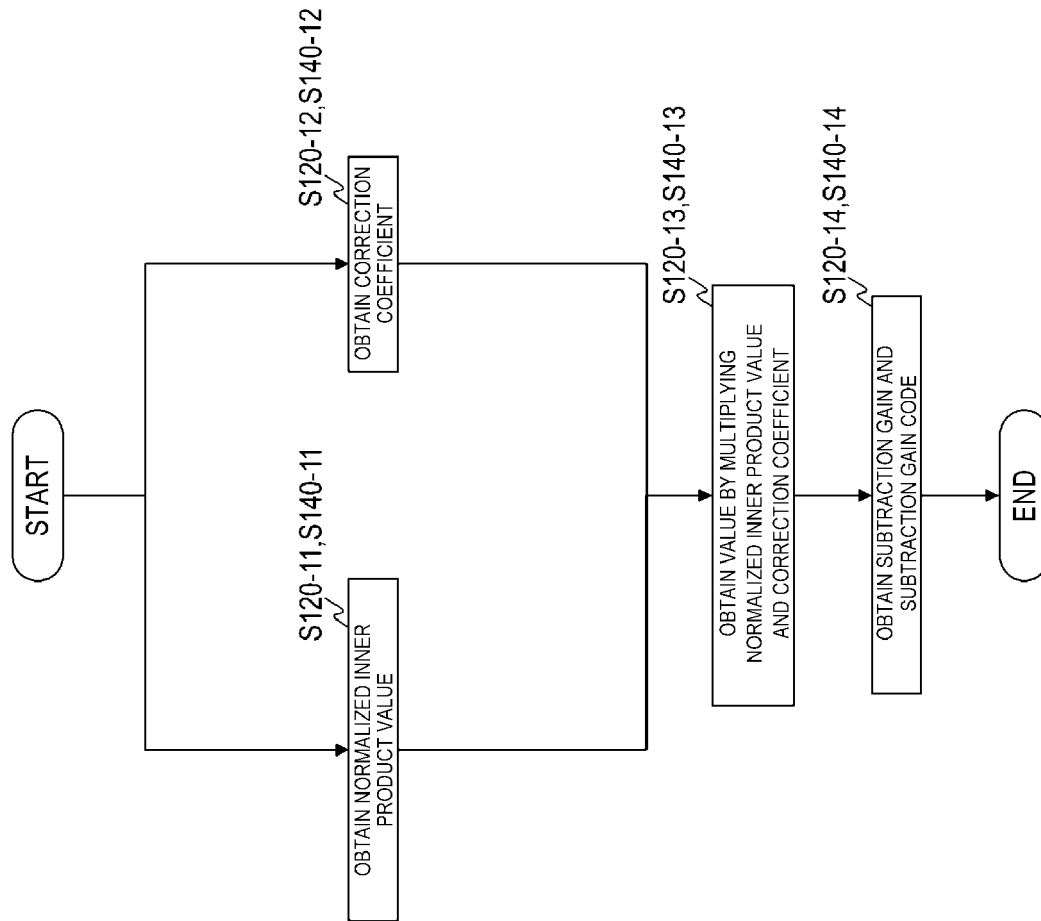 START
S120-11,S140-11
OBTAIN NORMALIZED INNER
PRODUCT VALUE
S120-12,S140-12
OBTAIN CORRECTION
COEFFICIENT
S120-13,S140-13
OBTAIN VALUE BY MULTIPLYING
NORMALIZED INNER PRODUCT VALUE
AND CORRECTION COEFFICIENT
S120-14,S140-14
OBTAIN SUBTRACTION GAIN AND
SUBTRACTION GAIN CODE
END